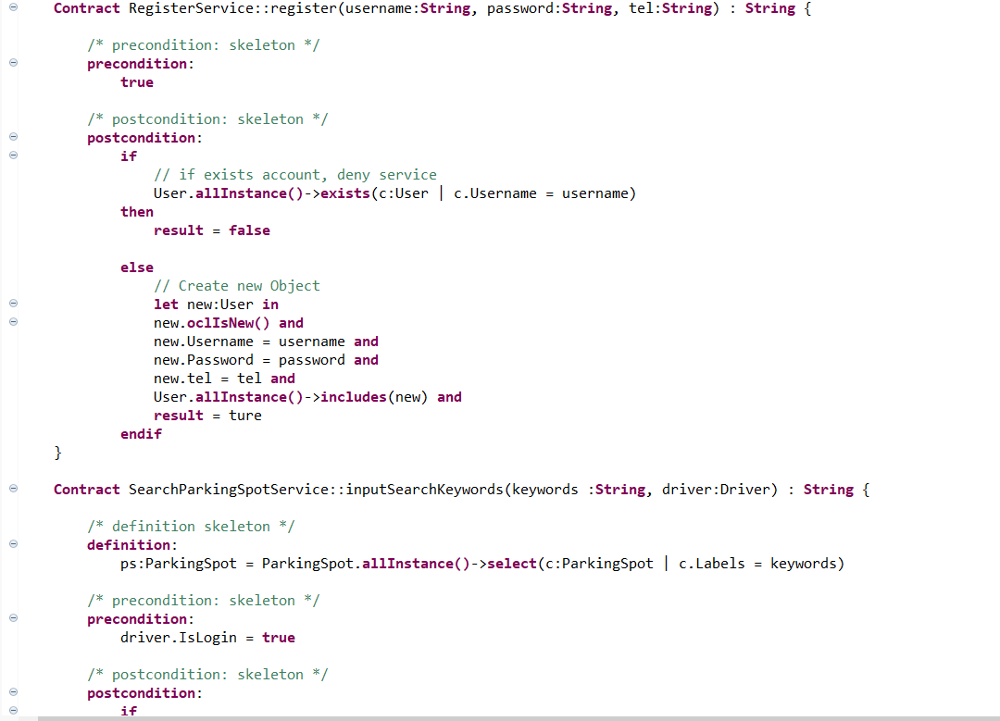 Contract RegisterService::register(username:String, password:String, tel:String) : String {
/* precondition: skeleton */
precondition:
true
/* postcondition: skeleton */
postcondition:
if
// if exists account, deny service
User.allInstance()->exists(c:User | c.Username = username)
then
result = false
else
// Create new Object
let new:User in
new.oclIsNew() and
new.Username = username and
new.Password = password and
new.tel = tel and
User.allInstance()->includes(new) and
result = ture
endif
}
Contract SearchParkingSpotService::inputSearchKeywords(keywords :String, driver:Driver) : String {
/* definition skeleton */
definition:
ps:ParkingSpot = ParkingSpot.allInstance()->select(c:ParkingSpot | c.Labels = keywords)
/* precondition: skeleton */
precondition:
driver.IsLogin = true
/* postcondition: skeleton */
postcondition:
if